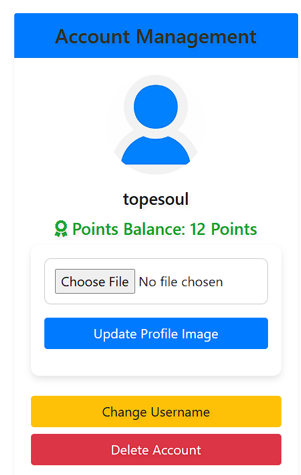 Account Management
topesoul
Points Balance: 12 Points
Choose File No file chosen
Update Profile Image
Change Username
Delete Account